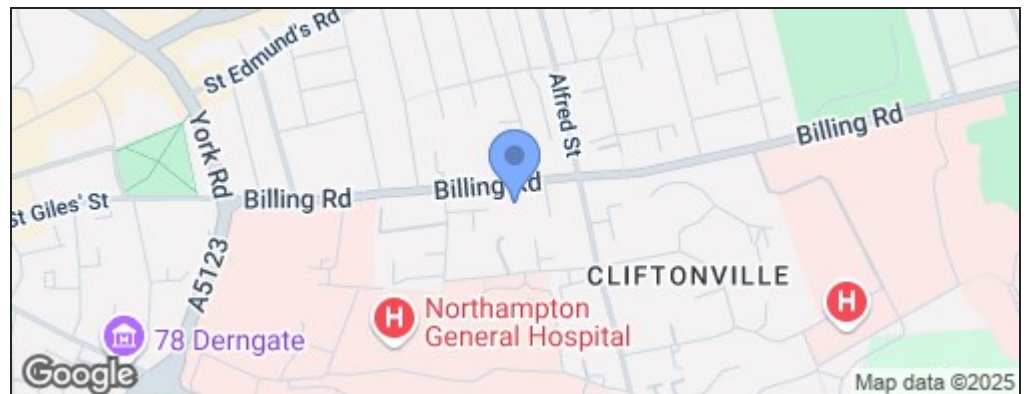 St Edmund's Rd
Alfred St
Billing Rd
York Rd
Billing Rd
Billing Rd
St Giles' St
A5123
CLIFTONVILLE
H
H
Northampton
General Hospital
78 Derngate
Google
Map data ©2025